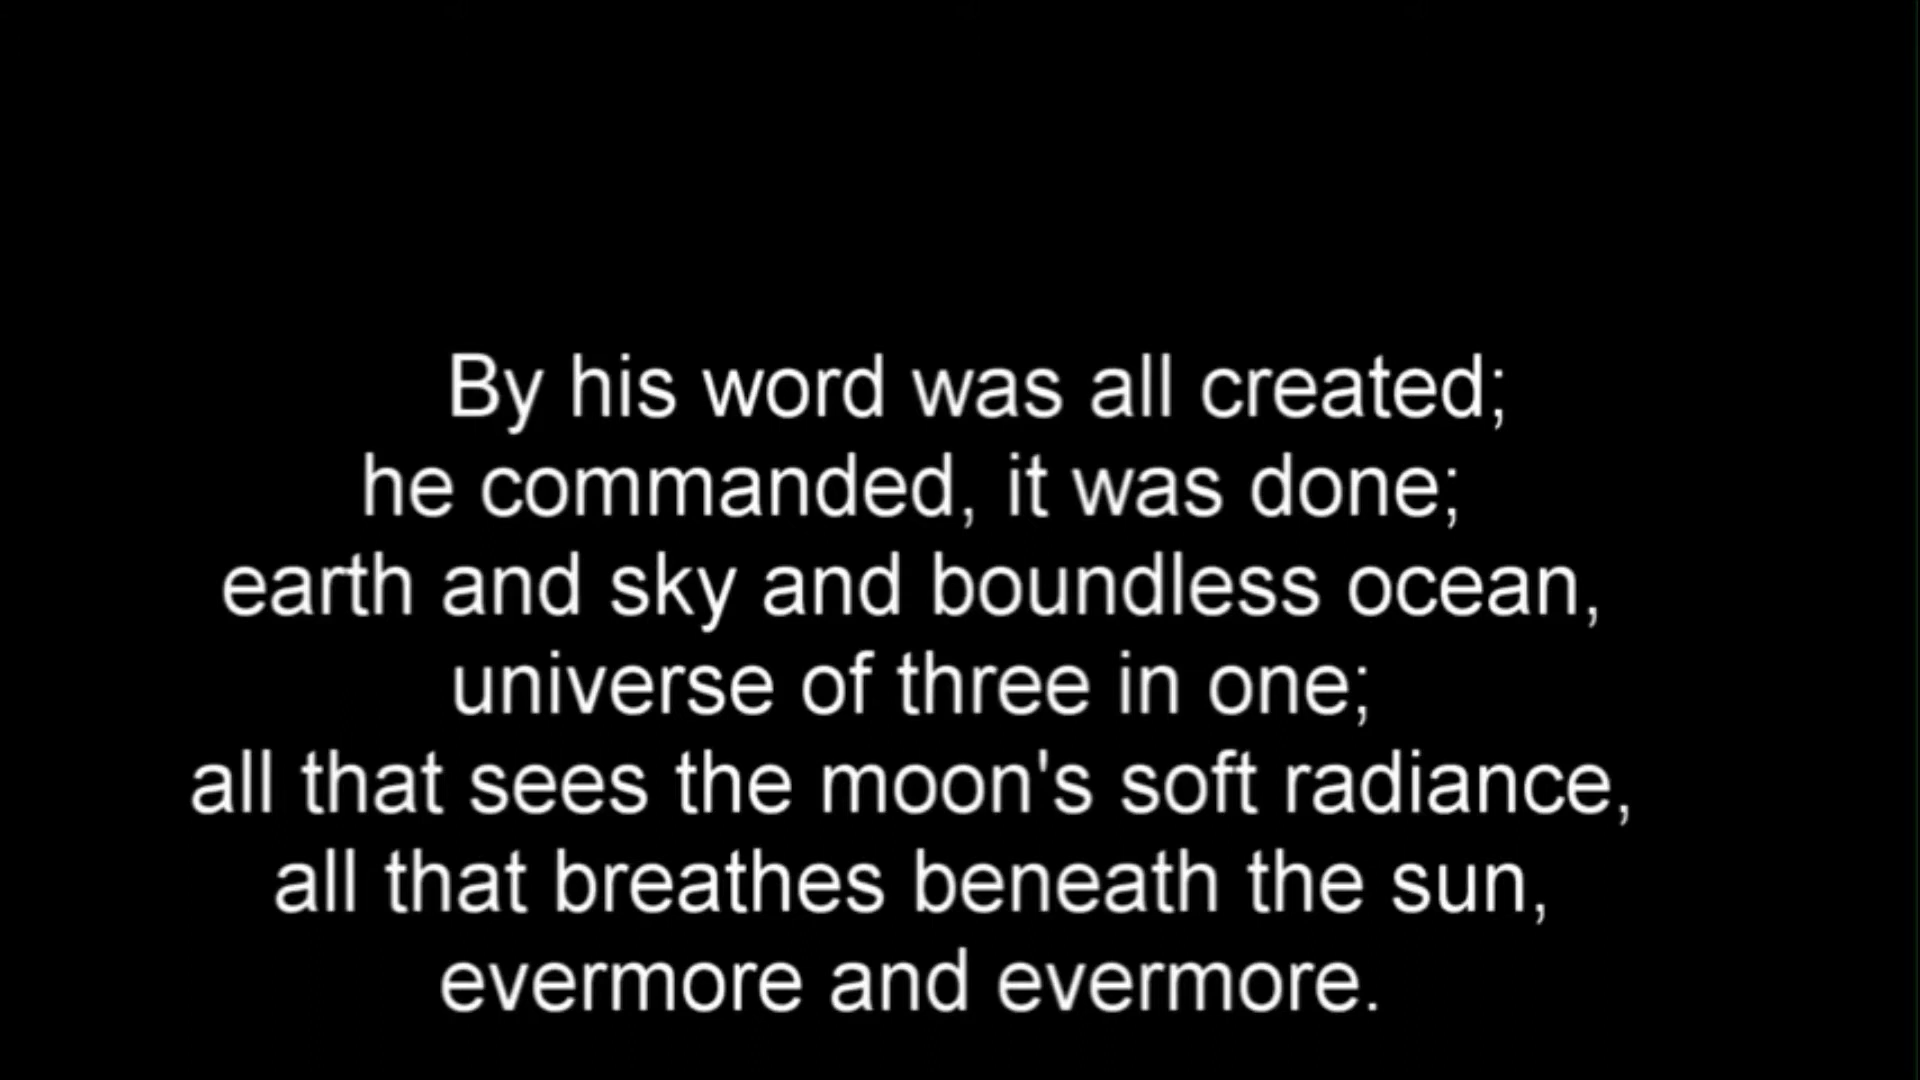 By his word was all created;
he commanded, it was done;
earth and sky and boundless ocean,
universe of three in one;
all that sees the moon's soft radiance,
all that breathes beneath the sun,
evermore and evermore.